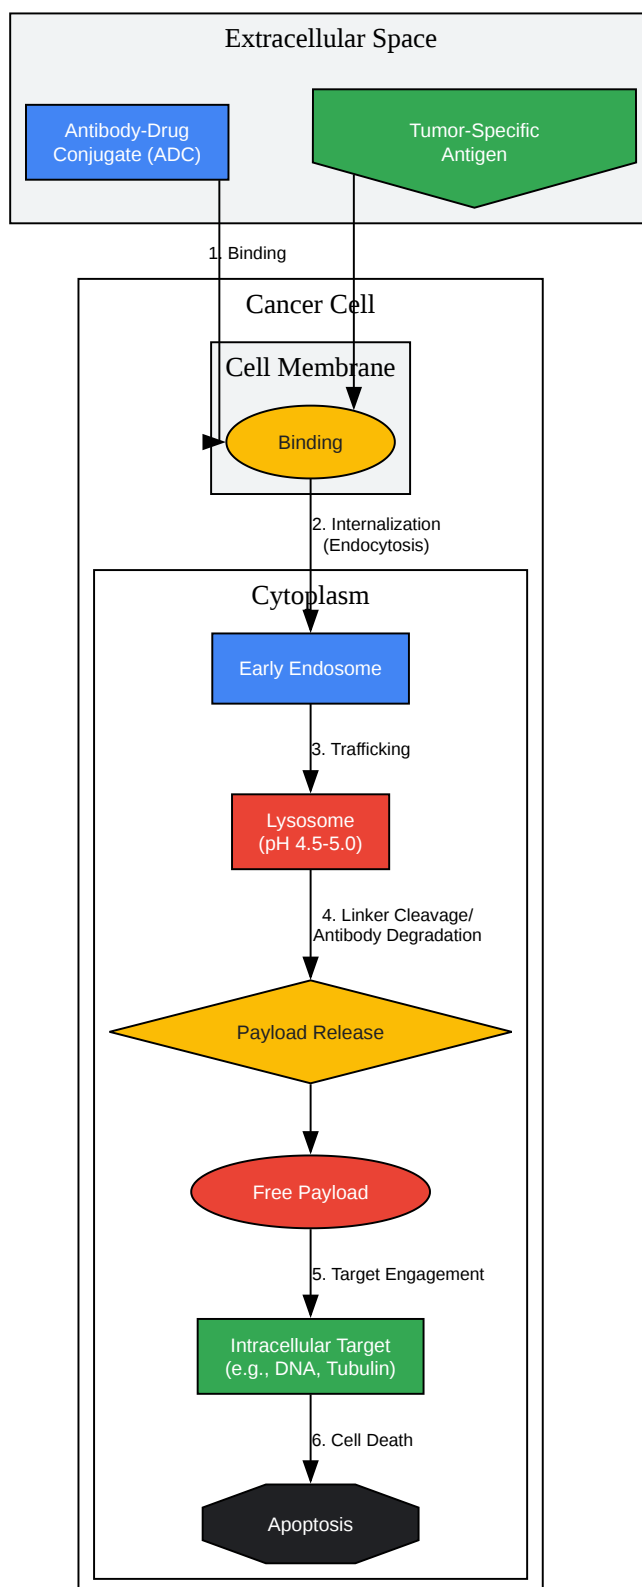 Extracellular Space
Antibody-Drug
Conjugate (ADC)
Tumor-Specific
Antigen
1. Binding
Cancer Cell
Cell Membrane
Binding
2. Internalization
(Endocytosis)
Cytoplasm
Early Endosome
3. Trafficking
Lysosome
(pH 4.5-5.0)
4. Linker Cleavage/
Antibody Degradation
Payload Release
Free Payload
5. Target Engagement
Intracellular Target
(e.g., DNA, Tubulin)
6. Cell Death
Apoptosis